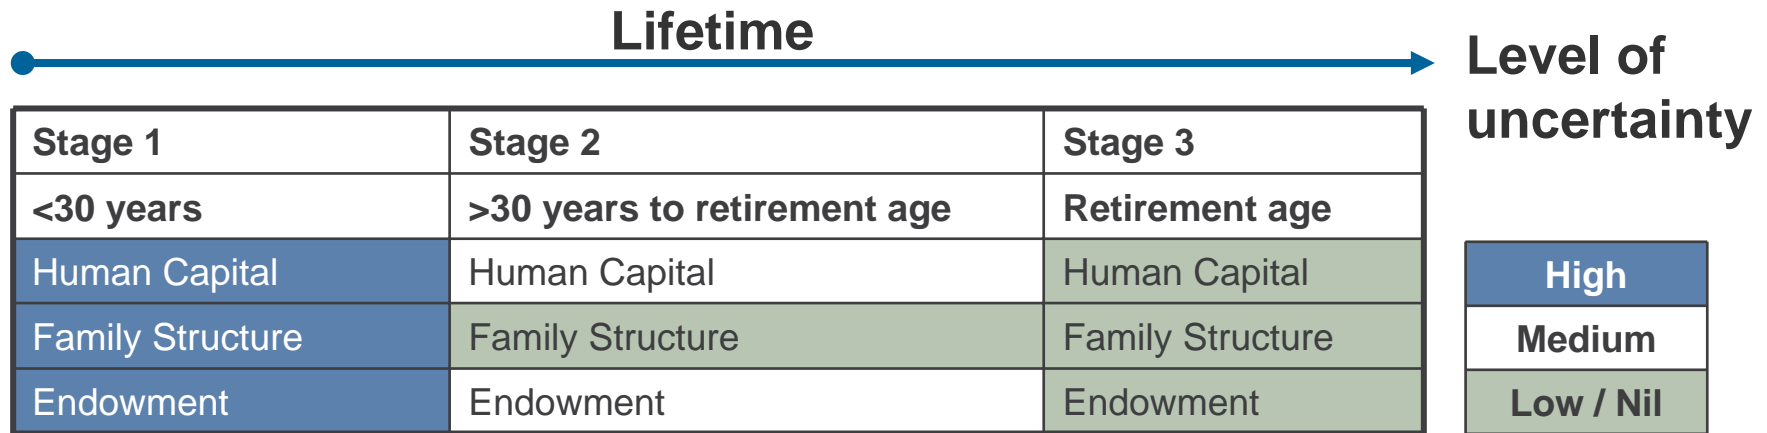 Lifetime
Level of
uncertainty
Stage 1 Stage 2 Stage 3
<30 years >30 years to retirement age Retirement age
Human Capital Human Capital Human Capital High
Family Structure Family Structure Family Structure Medium
Endowment Endowment Endowment Low / Nil